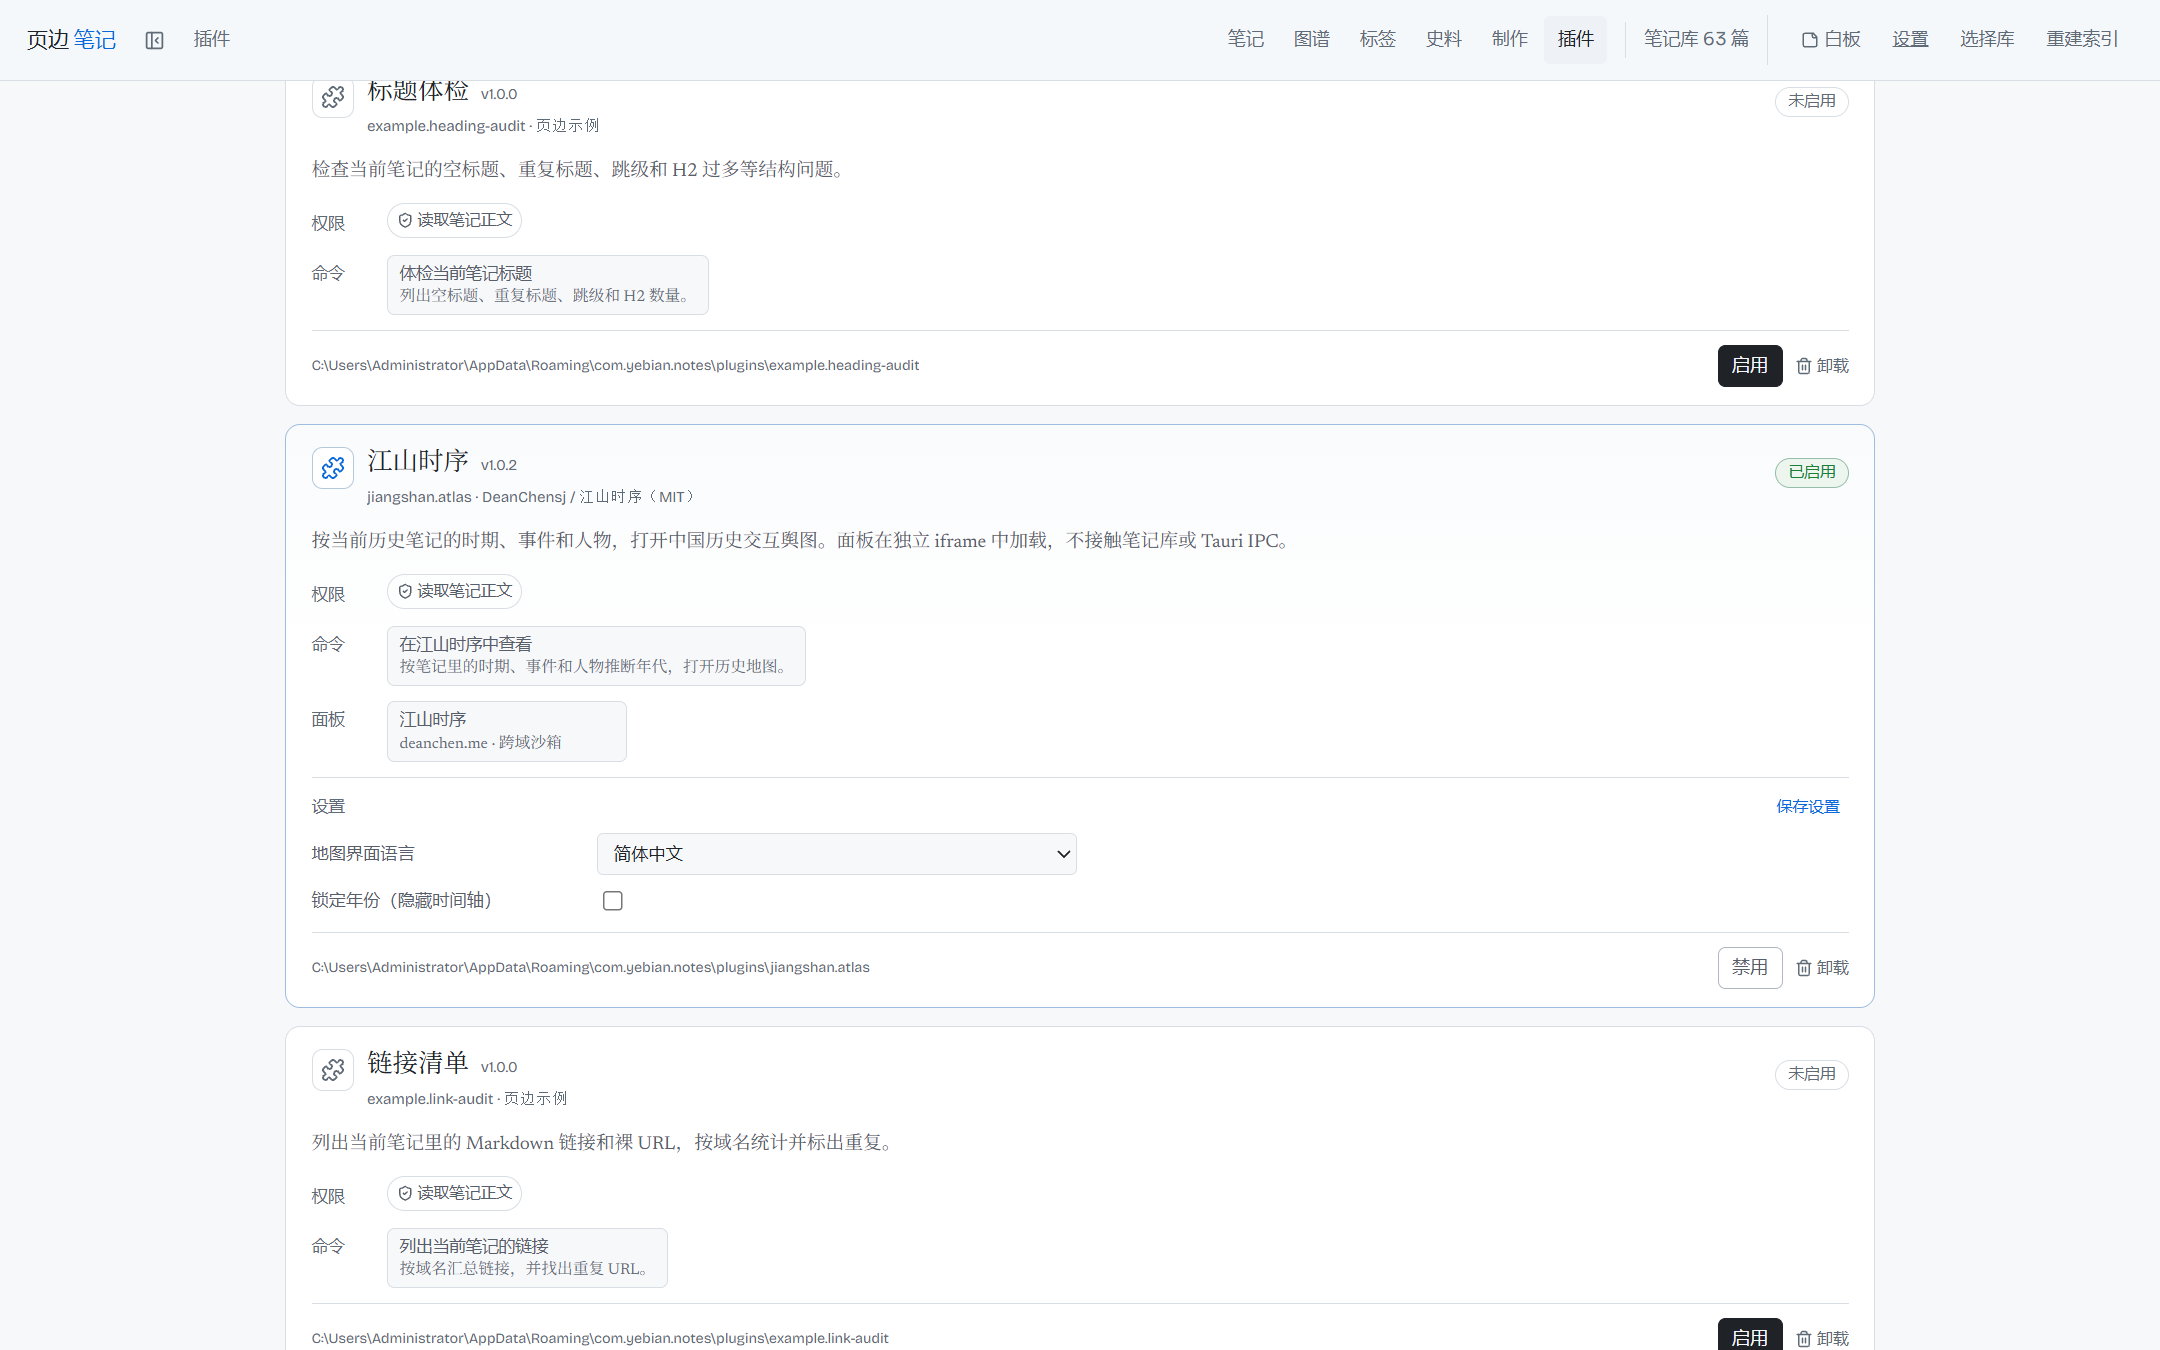 页边 笔记 插件 笔记 图谱 标签 史料 制作 插件 笔记库 63 篇 白板 设置 选择库 重建索引
标题体检 v1.0.0 未启用
example.heading-audit · 页边示例
检查当前笔记的空标题、重复标题、跳级和 H2 过多等结构问题。
权限 读取笔记正文
命令 体检当前笔记标题
列出空标题、重复标题、跳级和 H2 数量。
C:\Users\Administrator\AppData\Roaming\com.yebian.notes\plugins\example.heading-audit 启用 卸载
江山时序 v1.0.2 已启用
jiangshan.atlas · DeanChensj / 江山时序（MIT）
按当前历史笔记的时期、事件和人物，打开中国历史交互舆图。面板在独立 iframe 中加载，不接触笔记库或 Tauri IPC。
权限 读取笔记正文
命令 在江山时序中查看
按笔记里的时期、事件和人物推断年代，打开历史地图。
面板 江山时序
deanchen.me · 跨域沙箱
设置 保存设置
地图界面语言 简体中文
锁定年份（隐藏时间轴）
C:\Users\Administrator\AppData\Roaming\com.yebian.notes\plugins\jiangshan.atlas 禁用 卸载
链接清单 v1.0.0 未启用
example.link-audit · 页边示例
列出当前笔记里的 Markdown 链接和裸 URL，按域名统计并标出重复。
权限 读取笔记正文
命令 列出当前笔记的链接
按域名汇总链接，并找出重复 URL。
C:\Users\Administrator\AppData\Roaming\com.yebian.notes\plugins\example.link-audit 启用 卸载